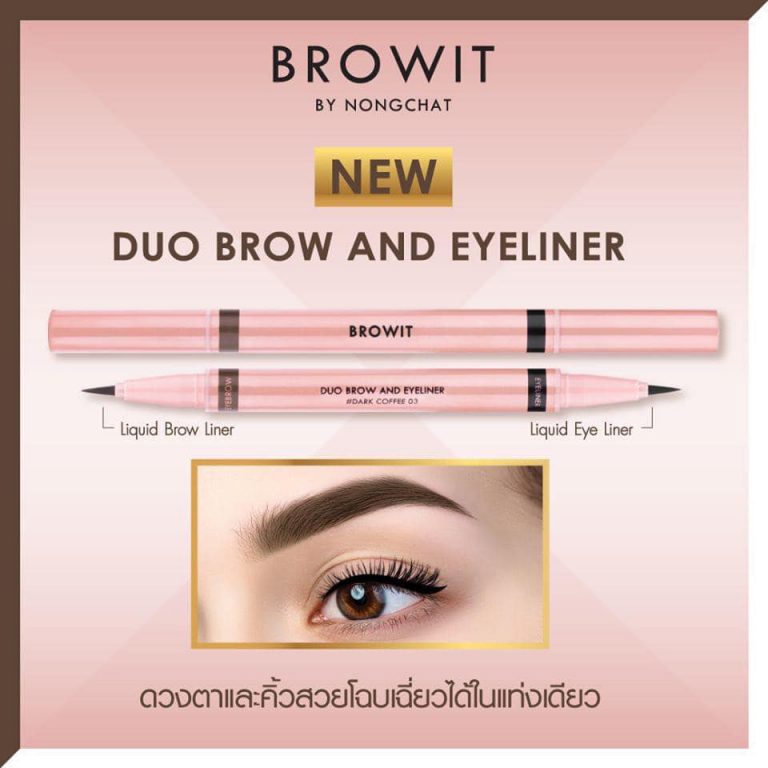 BROWIT
BY NONGCHAT
NEW
DUO BROW AND EYELINER
BROWIT
EYEBROW
DUO BROW AND EYELINER
#DARK COFFEE 03
EYELINER
Liquid Brow Liner
Liquid Eye Liner
ดวงตาและคิ้วสวยโฉบเฉี่ยวได้ในแท่งเดียว